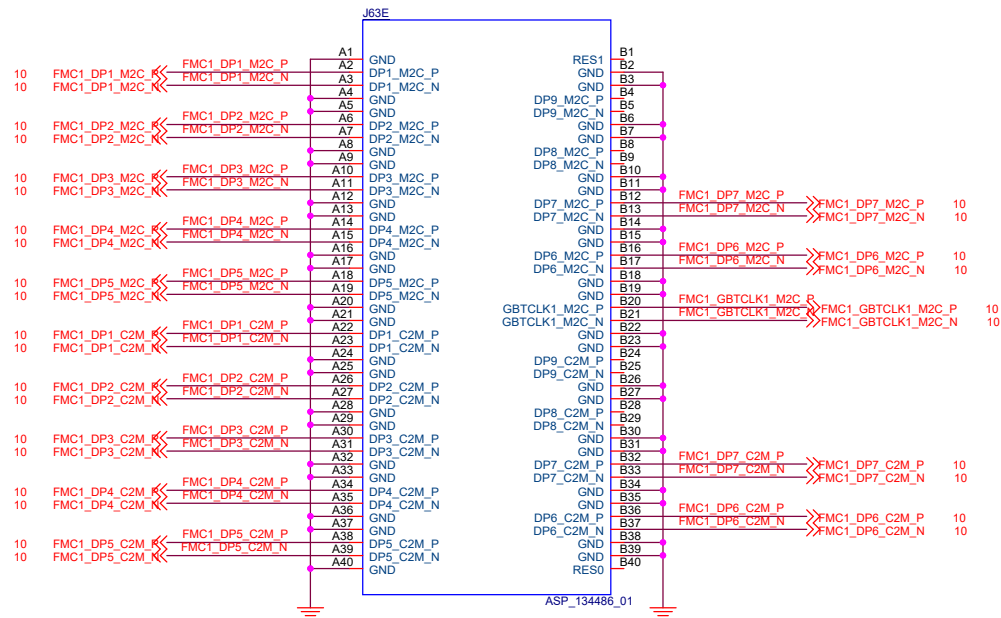 J63E
A1 GND
10 FMC1_DP1_M2C_P FMC1_DP1_M2C_P A2 DP1_M2C_P
10 FMC1_DP1_M2C_N FMC1_DP1_M2C_N A3 DP1_M2C_N
A4 GND
A5 GND
10 FMC1_DP2_M2C_P FMC1_DP2_M2C_P A6 DP2_M2C_P
10 FMC1_DP2_M2C_N FMC1_DP2_M2C_N A7 DP2_M2C_N
A8 GND
A9 GND
10 FMC1_DP3_M2C_P FMC1_DP3_M2C_P A10 DP3_M2C_P
10 FMC1_DP3_M2C_N FMC1_DP3_M2C_N A11 DP3_M2C_N
A12 GND
A13 GND
10 FMC1_DP4_M2C_P FMC1_DP4_M2C_P A14 DP4_M2C_P
10 FMC1_DP4_M2C_N FMC1_DP4_M2C_N A15 DP4_M2C_N
A16 GND
A17 GND
10 FMC1_DP5_M2C_P FMC1_DP5_M2C_P A18 DP5_M2C_P
10 FMC1_DP5_M2C_N FMC1_DP5_M2C_N A19 DP5_M2C_N
A20 GND
A21 GND
10 FMC1_DP1_C2M_P FMC1_DP1_C2M_P A22 DP1_C2M_P
10 FMC1_DP1_C2M_N FMC1_DP1_C2M_N A23 DP1_C2M_N
A24 GND
A25 GND
10 FMC1_DP2_C2M_P FMC1_DP2_C2M_P A26 DP2_C2M_P
10 FMC1_DP2_C2M_N FMC1_DP2_C2M_N A27 DP2_C2M_N
A28 GND
A29 GND
10 FMC1_DP3_C2M_P FMC1_DP3_C2M_P A30 DP3_C2M_P
10 FMC1_DP3_C2M_N FMC1_DP3_C2M_N A31 DP3_C2M_N
A32 GND
A33 GND
10 FMC1_DP4_C2M_P FMC1_DP4_C2M_P A34 DP4_C2M_P
10 FMC1_DP4_C2M_N FMC1_DP4_C2M_N A35 DP4_C2M_N
A36 GND
A37 GND
10 FMC1_DP5_C2M_P FMC1_DP5_C2M_P A38 DP5_C2M_P
10 FMC1_DP5_C2M_N FMC1_DP5_C2M_N A39 DP5_C2M_N
A40 GND
RES1 B1
GND B2
GND B3
DP9_M2C_P B4
DP9_M2C_N B5
GND B6
GND B7
DP8_M2C_P B8
DP8_M2C_N B9
GND B10
GND B11
DP7_M2C_P B12 FMC1_DP7_M2C_P FMC1_DP7_M2C_P 10
DP7_M2C_N B13 FMC1_DP7_M2C_N FMC1_DP7_M2C_N 10
GND B14
GND B15
DP6_M2C_P B16 FMC1_DP6_M2C_P FMC1_DP6_M2C_P 10
DP6_M2C_N B17 FMC1_DP6_M2C_N FMC1_DP6_M2C_N 10
GND B18
GND B19
GBTCLK1_M2C_P B20 FMC1_GBTCLK1_M2C_P FMC1_GBTCLK1_M2C_P 10
GBTCLK1_M2C_N B21 FMC1_GBTCLK1_M2C_N FMC1_GBTCLK1_M2C_N 10
GND B22
GND B23
DP9_C2M_P B24
DP9_C2M_N B25
GND B26
GND B27
DP8_C2M_P B28
DP8_C2M_N B29
GND B30
GND B31
DP7_C2M_P B32 FMC1_DP7_C2M_P FMC1_DP7_C2M_P 10
DP7_C2M_N B33 FMC1_DP7_C2M_N FMC1_DP7_C2M_N 10
GND B34
GND B35
DP6_C2M_P B36 FMC1_DP6_C2M_P FMC1_DP6_C2M_P 10
DP6_C2M_N B37 FMC1_DP6_C2M_N FMC1_DP6_C2M_N 10
GND B38
GND B39
RES0 B40
ASP_134486_01